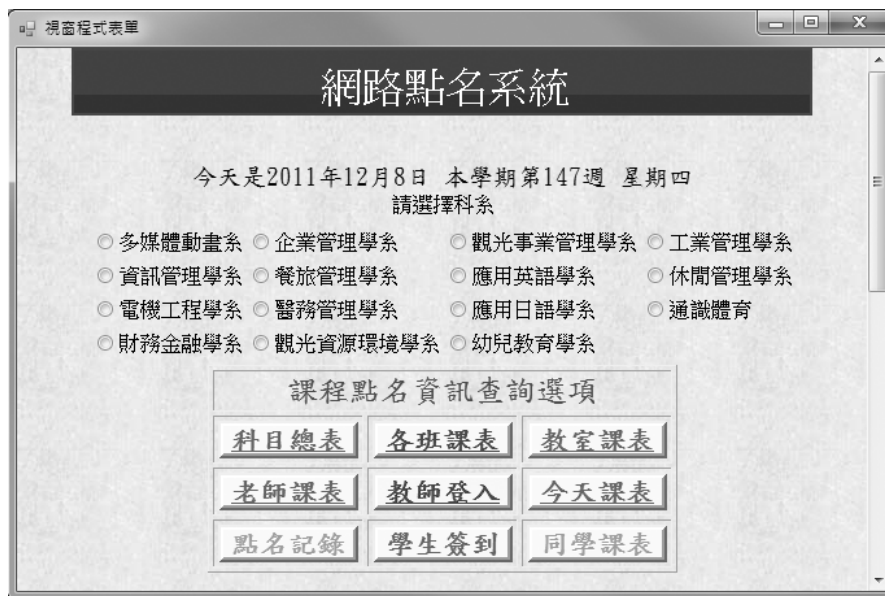 視窗程式表單
網路點名系統
今天是2011年12月8日 本學期第147週 星期四
請選擇科系
多媒體動畫系 企業管理學系 觀光事業管理學系 工業管理學系
資訊管理學系 餐旅管理學系 應用英語學系 休閒管理學系
電機工程學系 醫務管理學系 應用日語學系 通識體育
財務金融學系 觀光資源環境學系 幼兒教育學系
課程點名資訊查詢選項
科目總表 各班課表 教室課表
老師課表 教師登入 今天課表
點名記錄 學生簽到 同學課表